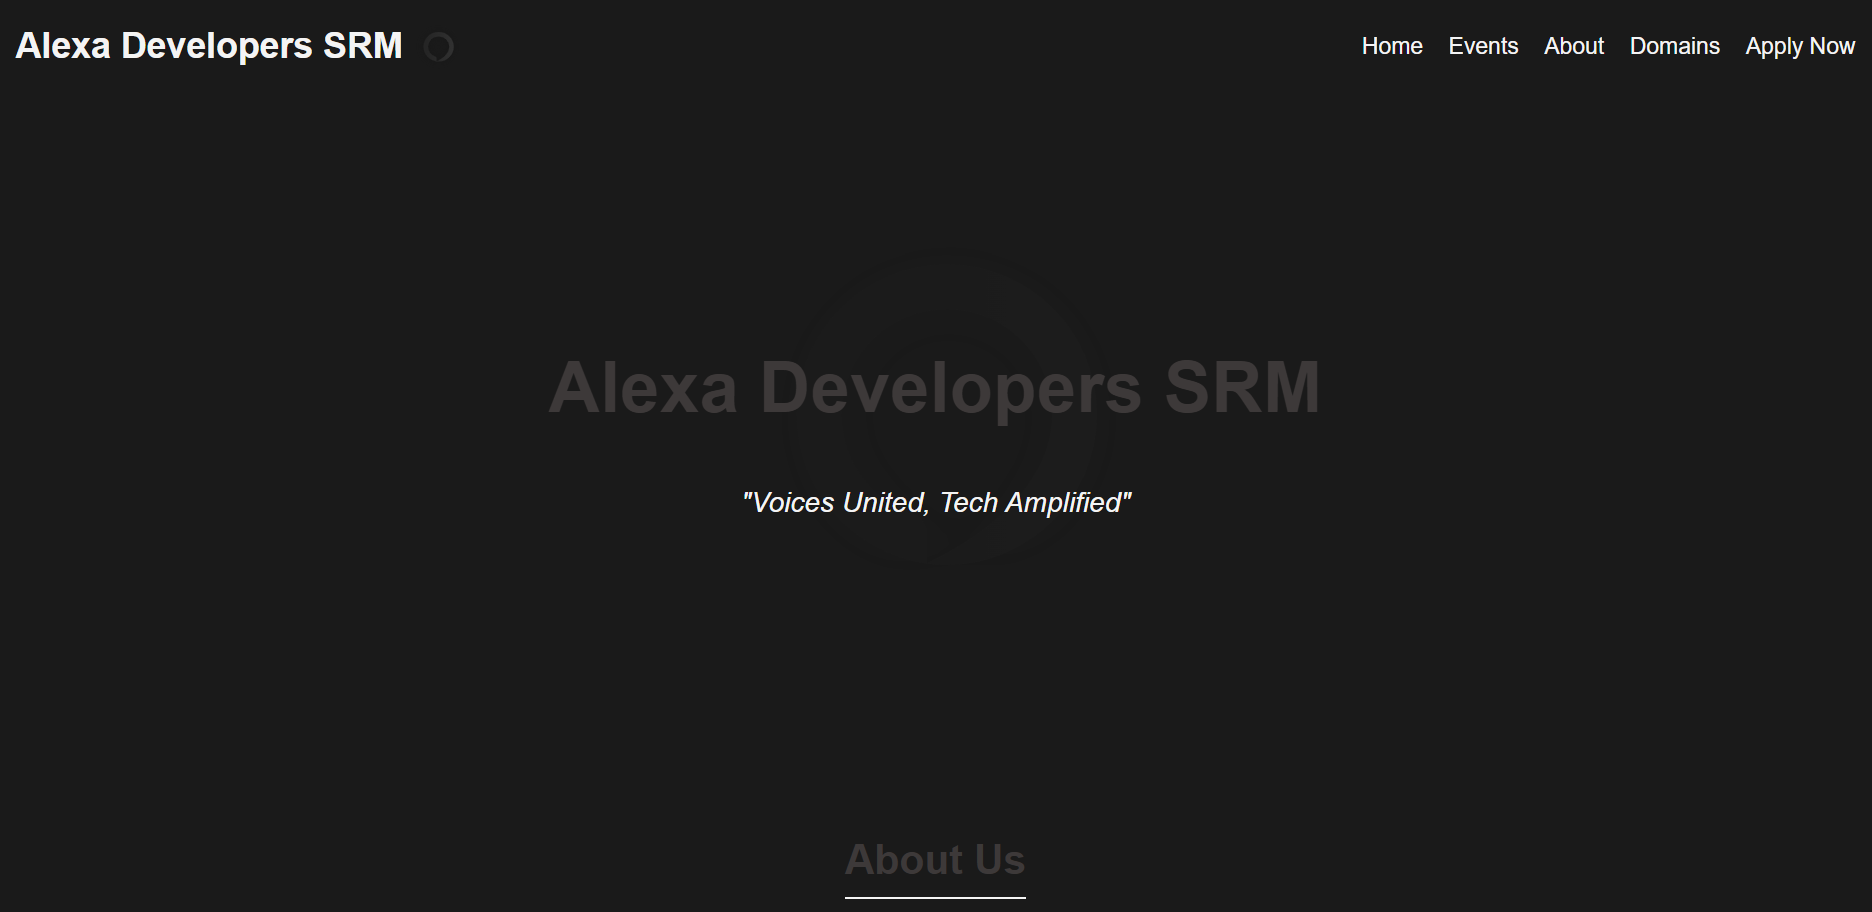 Alexa Developers SRM
Home Events About Domains Apply Now
Alexa Developers SRM
"Voices United, Tech Amplified"
About Us